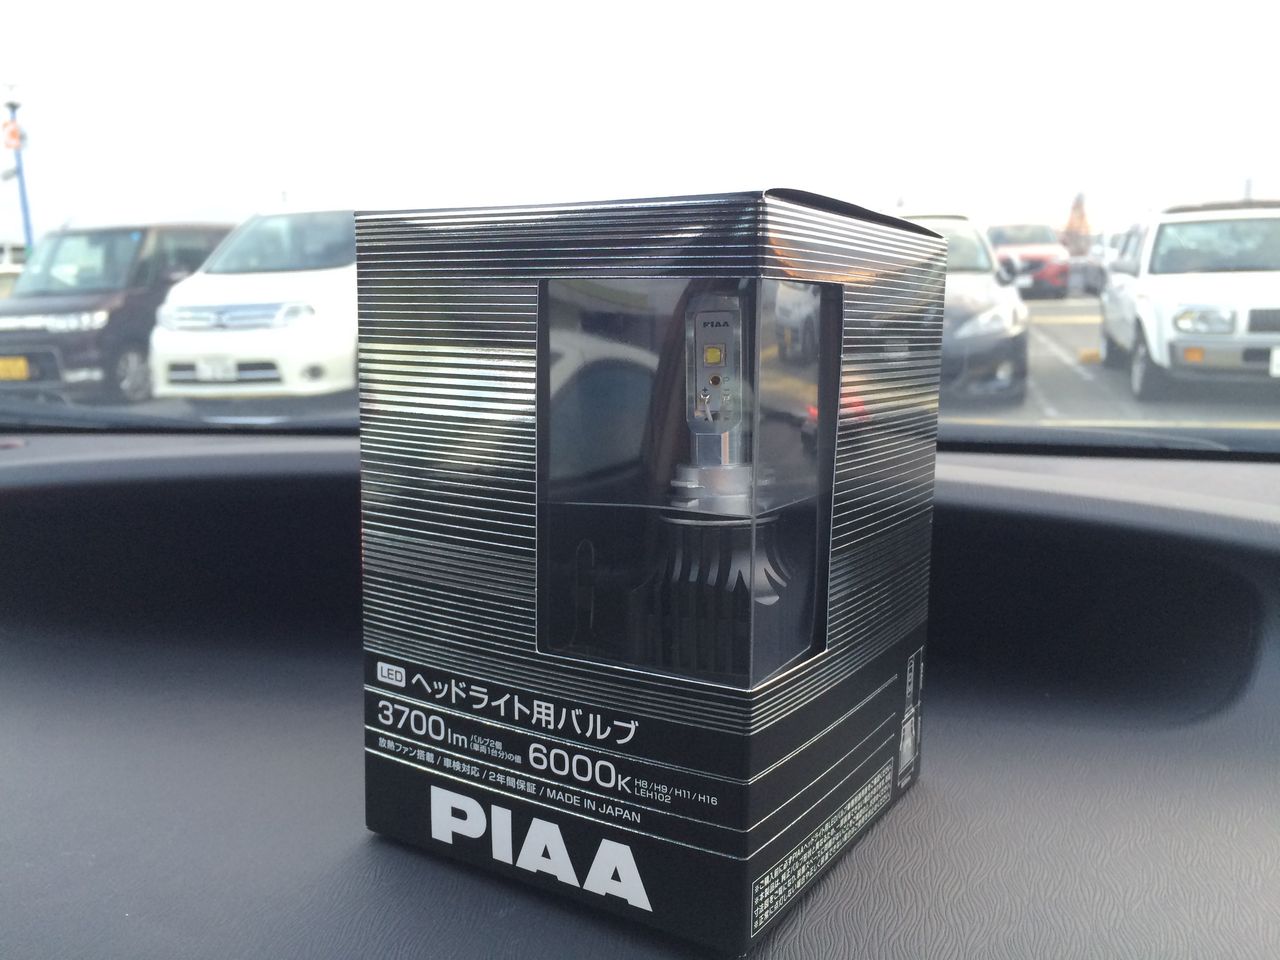 PIAA
LED ヘッドライト用バルブ
3700lm バルブ2個(車両1台分)の値 6000K H8/H9/H11/H16 LEH102
放熱ファン搭載/車検対応/2年間保証/MADE IN JAPAN
PIAA